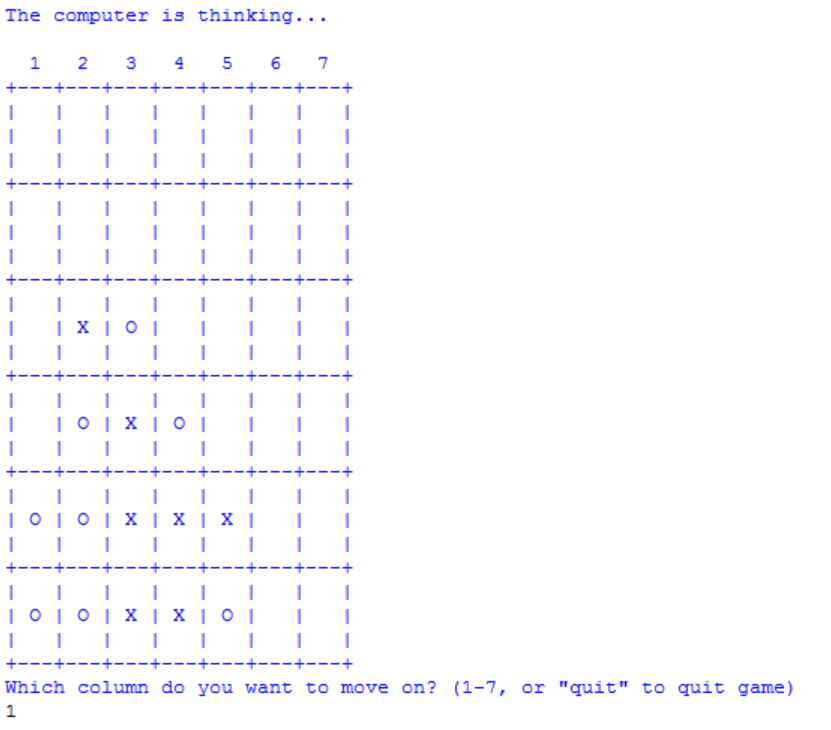 The computer is thinking...
  1   2   3   4   5   6   7
+---+---+---+---+---+---+---+
|   |   |   |   |   |   |   |
|   |   |   |   |   |   |   |
|   |   |   |   |   |   |   |
+---+---+---+---+---+---+---+
|   |   |   |   |   |   |   |
|   |   |   |   |   |   |   |
|   |   |   |   |   |   |   |
+---+---+---+---+---+---+---+
|   |   |   |   |   |   |   |
|   | X | O |   |   |   |   |
|   |   |   |   |   |   |   |
+---+---+---+---+---+---+---+
|   |   |   |   |   |   |   |
|   | O | X | O |   |   |   |
|   |   |   |   |   |   |   |
+---+---+---+---+---+---+---+
|   |   |   |   |   |   |   |
| O | O | X | X | X |   |   |
|   |   |   |   |   |   |   |
+---+---+---+---+---+---+---+
|   |   |   |   |   |   |   |
| O | O | X | X | O |   |   |
|   |   |   |   |   |   |   |
+---+---+---+---+---+---+---+
Which column do you want to move on? (1-7, or "quit" to quit game)
1